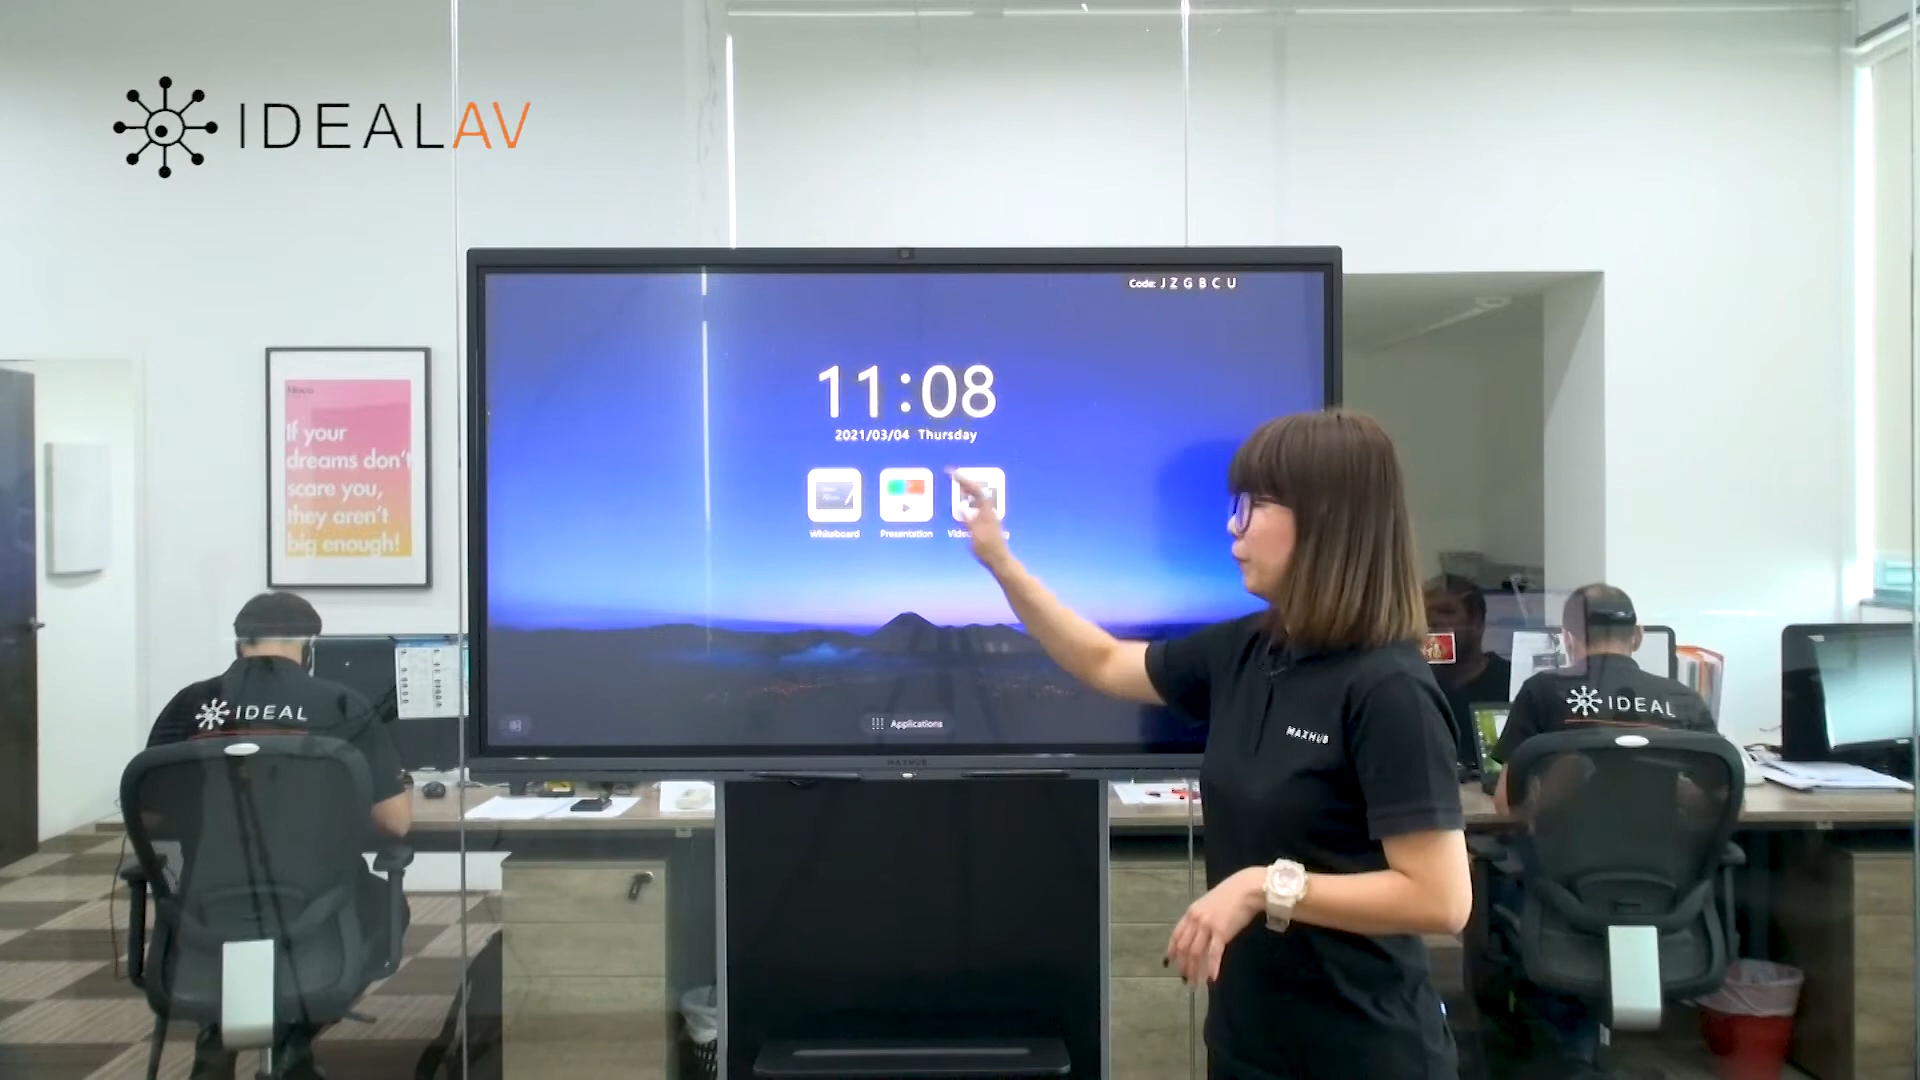 IDEALAV
Code: J Z G B C U
11:08
2021/03/04 Thursday
Whiteboard
Presentation
If your
dreams don't
scare you,
they aren't
big enough!
IDEAL
Applications
MAXHUB
MAXHUB
IDEAL